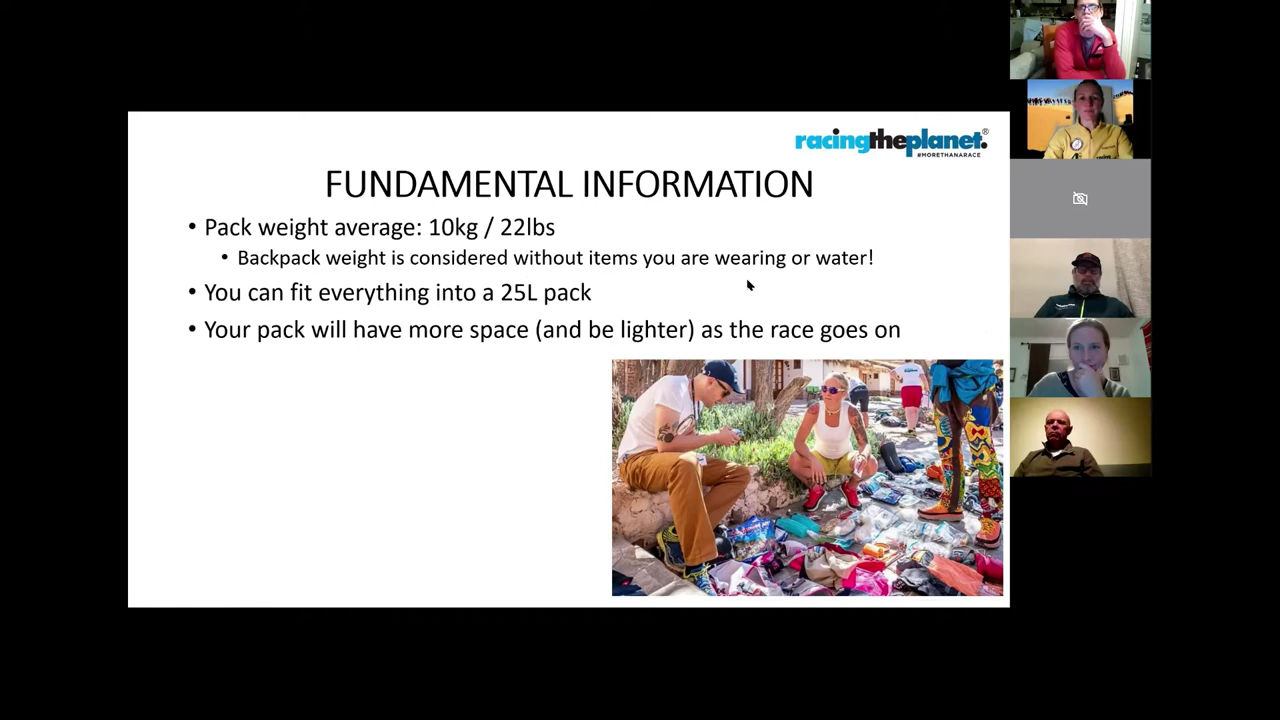 racingtheplanet.®
#MORETHANARACE
FUNDAMENTAL INFORMATION
• Pack weight average: 10kg / 22lbs
• Backpack weight is considered without items you are wearing or water!
• You can fit everything into a 25L pack
• Your pack will have more space (and be lighter) as the race goes on